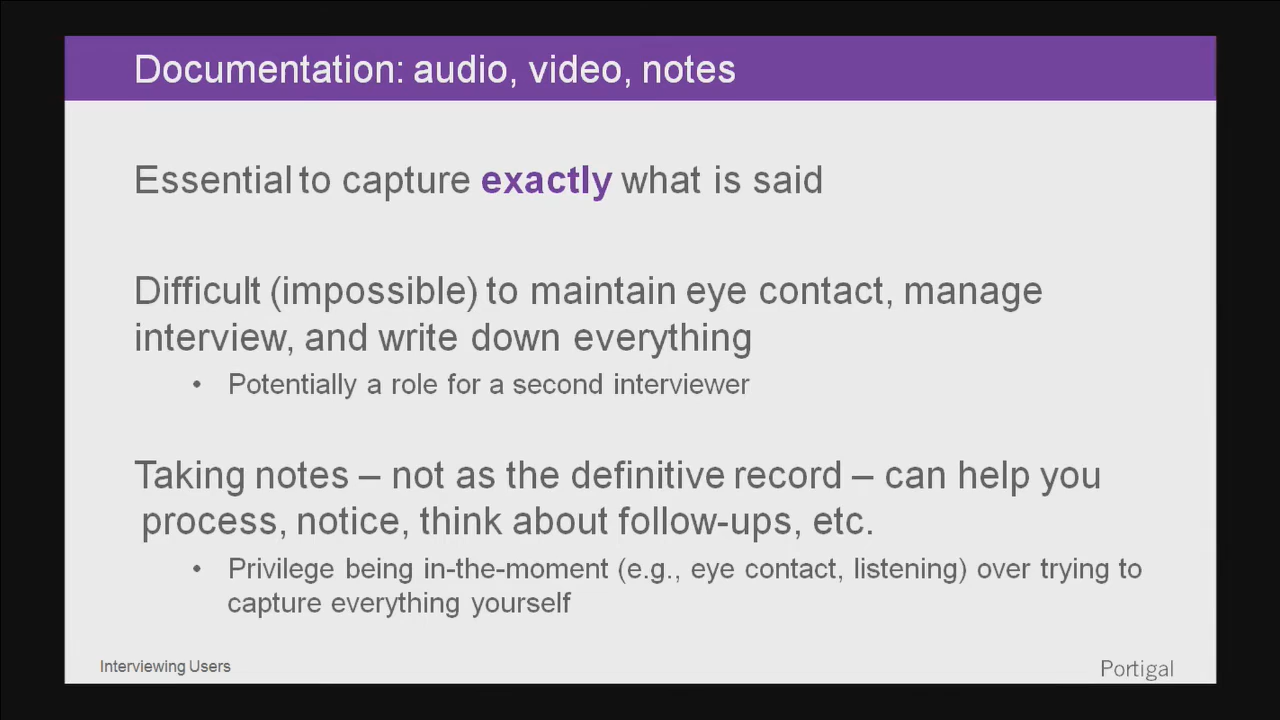 Documentation: audio, video, notes
Essential to capture exactly what is said
Difficult (impossible) to maintain eye contact, manage
interview, and write down everything
• Potentially a role for a second interviewer
Taking notes – not as the definitive record – can help you
process, notice, think about follow-ups, etc.
• Privilege being in-the-moment (e.g., eye contact, listening) over trying to
capture everything yourself
Interviewing Users
Portigal